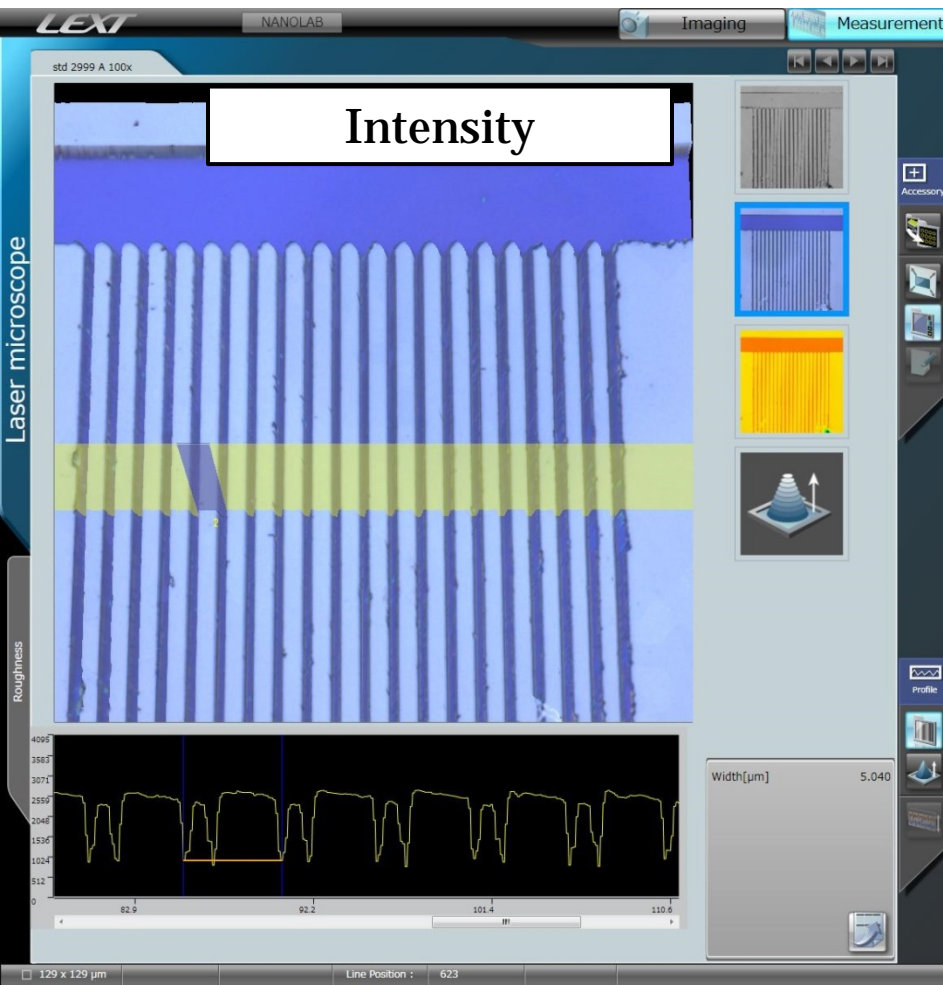 LEXT
NANOLAB
Imaging
Measurement
std 2999 A 100x
Intensity
Accessory
Laser microscope
2
Roughness
Profile
4095
3583
3071
2559
2048
1536
1024
512
0
82.9
92.2
101.4
110.6
Width[µm]
5.040
129 x 129 µm
Line Position :
623